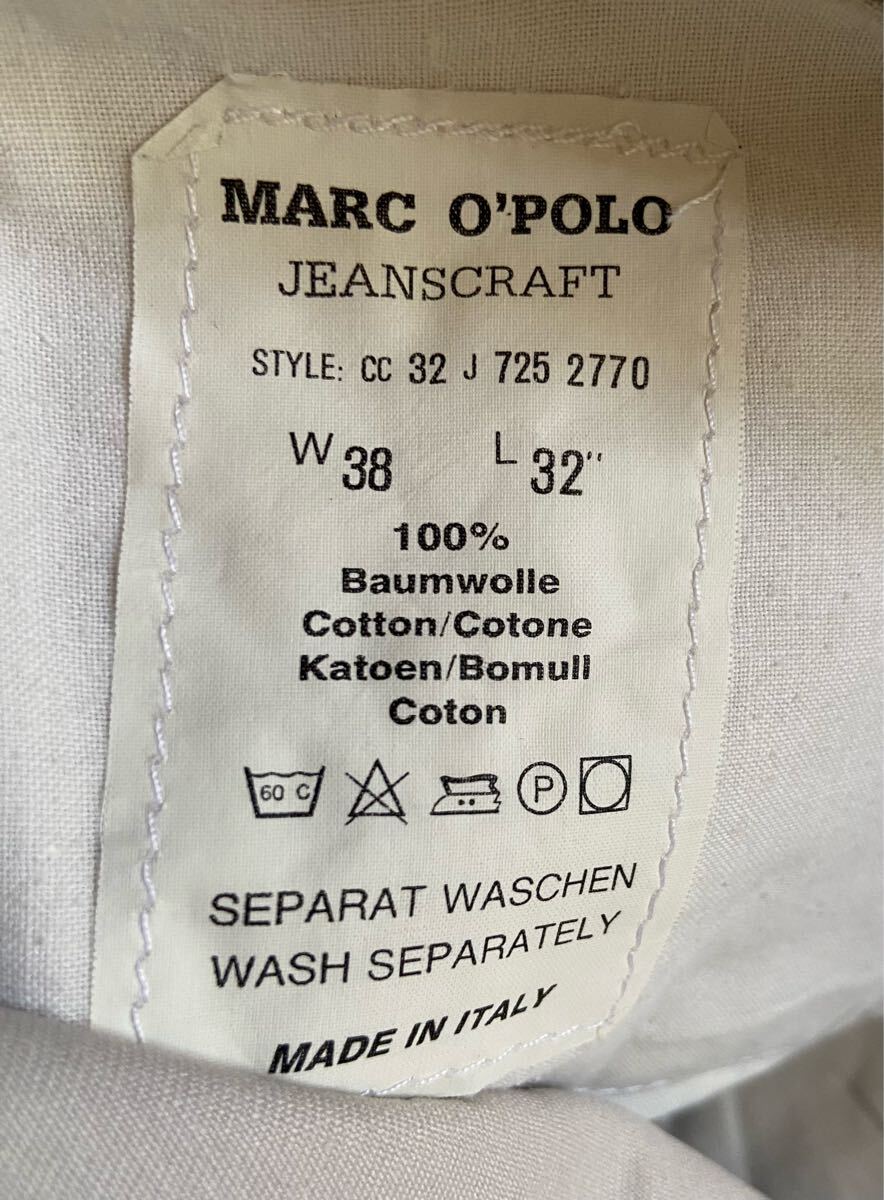 MARC O'POLO
JEANSCRAFT
STYLE: CC 32 J 725 2770
W 38 L 32"
100%
Baumwolle
Cotton/Cotone
Katoen/Bomull
Coton
60 C P
SEPARAT WASCHEN
WASH SEPARATELY
MADE IN ITALY